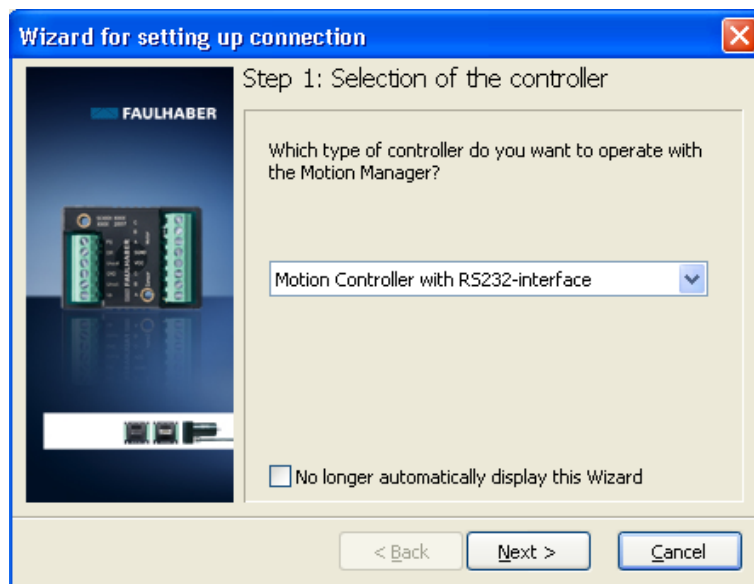 Wizard for setting up connection
FAULHABER
Step 1: Selection of the controller
Which type of controller do you want to operate with
the Motion Manager?
Motion Controller with RS232-interface
No longer automatically display this Wizard
< Back
Next >
Cancel